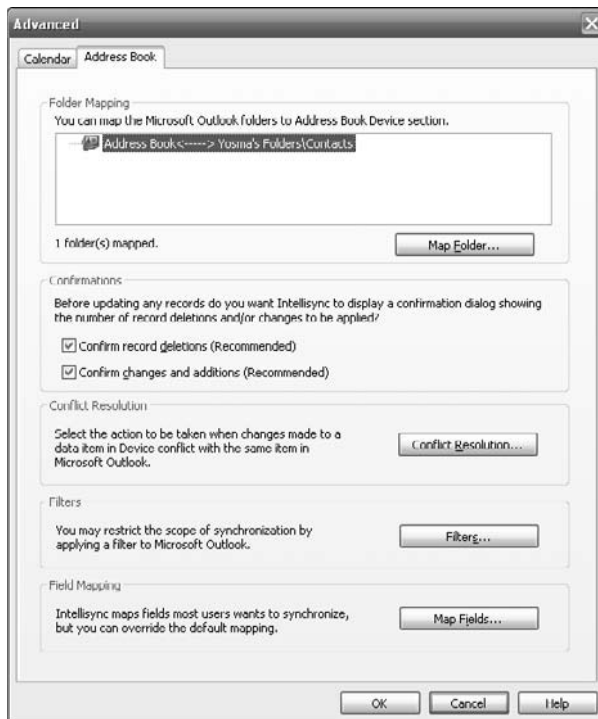 Advanced
Calendar Address Book
Folder Mapping
You can map the Microsoft Outlook folders to Address Book Device section.
Address Book<-----> Yosma's Folders\Contacts
1 folder(s) mapped.
Map Folder...
Confirmations
Before updating any records do you want Intellisync to display a confirmation dialog showing
the number of record deletions and/or changes to be applied?
Confirm record deletions (Recommended)
Confirm changes and additions (Recommended)
Conflict Resolution
Select the action to be taken when changes made to a
data item in Device conflict with the same item in
Microsoft Outlook.
Conflict Resolution...
Filters
You may restrict the scope of synchronization by
applying a filter to Microsoft Outlook.
Filters...
Field Mapping
Intellisync maps fields most users wants to synchronize,
but you can override the default mapping.
Map Fields...
OK Cancel Help